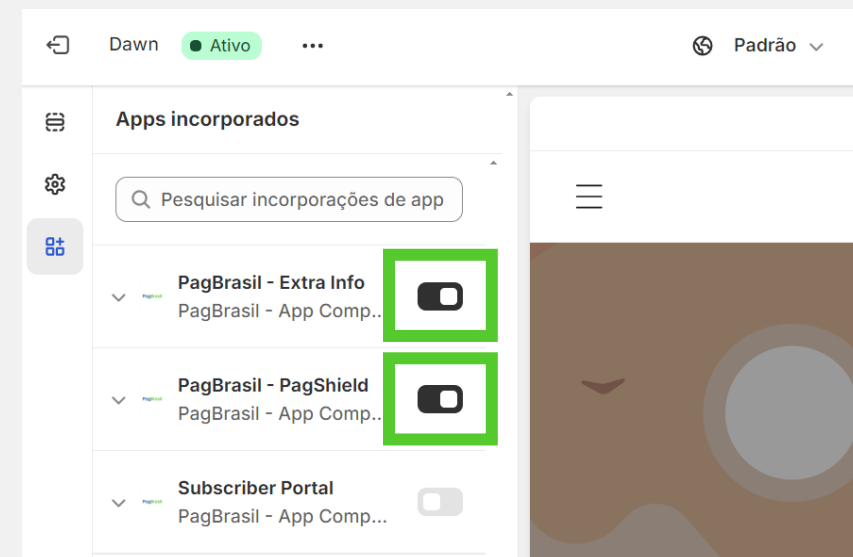 Dawn
Ativo
Padrão
Apps incorporados
Pesquisar incorporações de app
PagBrasil - Extra Info
PagBrasil - App Comp...
PagBrasil - PagShield
PagBrasil - App Comp...
Subscriber Portal
PagBrasil - App Comp...